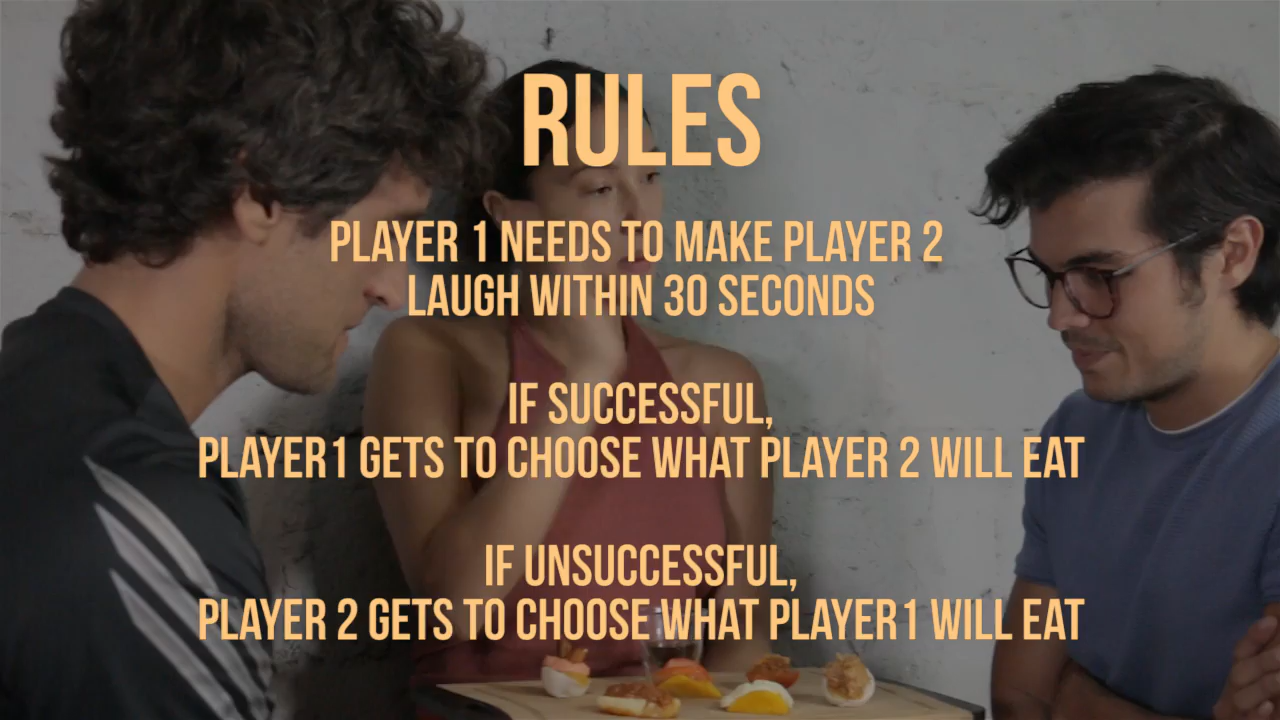 RULES
PLAYER 1 NEEDS TO MAKE PLAYER 2
LAUGH WITHIN 30 SECONDS
IF SUCCESSFUL,
PLAYER1 GETS TO CHOOSE WHAT PLAYER 2 WILL EAT
IF UNSUCCESSFUL,
PLAYER 2 GETS TO CHOOSE WHAT PLAYER1 WILL EAT